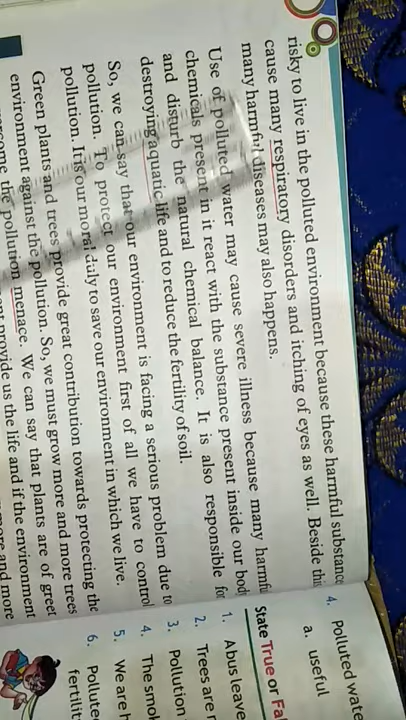 risky to live in the polluted environment because these harmful substance
cause many respiratory disorders and itching of eyes as well. Beside thi
many harmful diseases may also happens.
Use of polluted water may cause severe illness because many harmfu
chemicals present in it react with the substance present inside our body
and disturb the natural chemical balance. It is also responsible fo
destroying aquatric life and to reduce the fertility of soil.
So, we can say that our environment is facing a serious problem due to
pollution. To protect our environment first of all we have to control
pollution. It is our moral duty to save our environment in which we live.
Green plants and trees provide great contribution towards protecting the
environment against the pollution. So, we must grow more and more trees
the pollution menace. We can say that plants are of greet
provide us the life and if the environment
more and more
4. Polluted wate
a. useful
State True or Fa
1. Abus leave
2. Trees are
3. Pollution
4. The smo
5. We are
6. Pollute
fertilit